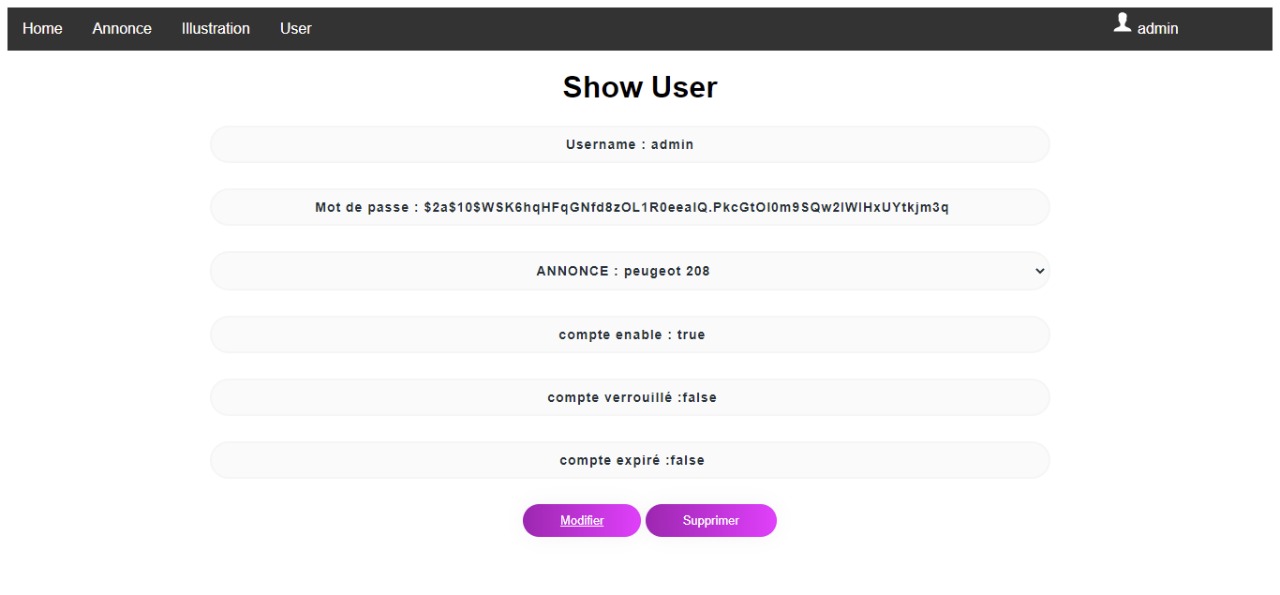 Home Annonce Illustration User admin
Show User
Username : admin
Mot de passe : $2a$10$WSK6hqHFqGNfd8zOL1R0eealQ.PkcGtOl0m9SQw2lWlHxUYtkjm3q
ANNONCE : peugeot 208
compte enable : true
compte verrouillé :false
compte expiré :false
Modifier Supprimer